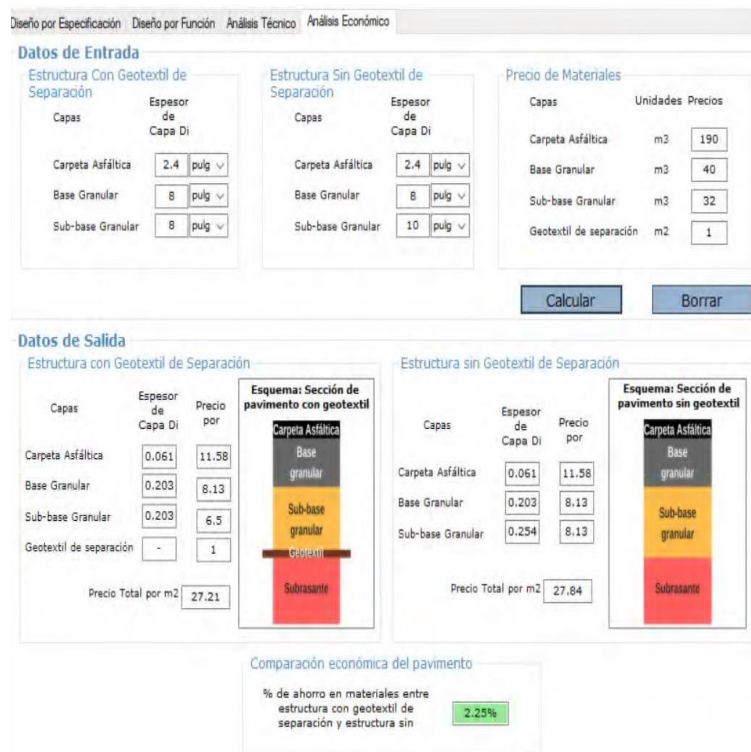 Diseño por Especificación Diseño por Función Análisis Técnico Análisis Económico
Datos de Entrada
Estructura Con Geotextil de
Separación
Capas
Espesor
de
Capa Di
Carpeta Asfáltica 2.4 pulg
Base Granular 8 pulg
Sub-base Granular 8 pulg
Estructura Sin Geotextil de
Separación
Capas
Espesor
de
Capa Di
Carpeta Asfáltica 2.4 pulg
Base Granular 8 pulg
Sub-base Granular 10 pulg
Precio de Materiales
Capas Unidades Precios
Carpeta Asfáltica m3 190
Base Granular m3 40
Sub-base Granular m3 32
Geotextil de separación m2 1
Calcular Borrar
Datos de Salida
Estructura con Geotextil de Separación
Capas
Espesor
de
Capa Di
Precio
por
Carpeta Asfáltica 0.061 11.58
Base Granular 0.203 8.13
Sub-base Granular 0.203 6.5
Geotextil de separación - 1
Precio Total por m2 27.21
Esquema: Sección de
pavimento con geotextil
Carpeta Asfáltica
Base
granular
Sub-base
granular
Geotextil
Subrasante
Estructura sin Geotextil de Separación
Capas
Espesor
de
Capa Di
Precio
por
Carpeta Asfáltica 0.061 11.58
Base Granular 0.203 8.13
Sub-base Granular 0.254 8.13
Precio Total por m2 27.84
Esquema: Sección de
pavimento sin geotextil
Carpeta Asfáltica
Base
granular
Sub-base
granular
Subrasante
Comparación económica del pavimento
% de ahorro en materiales entre
estructura con geotextil de
separación y estructura sin
2.25%